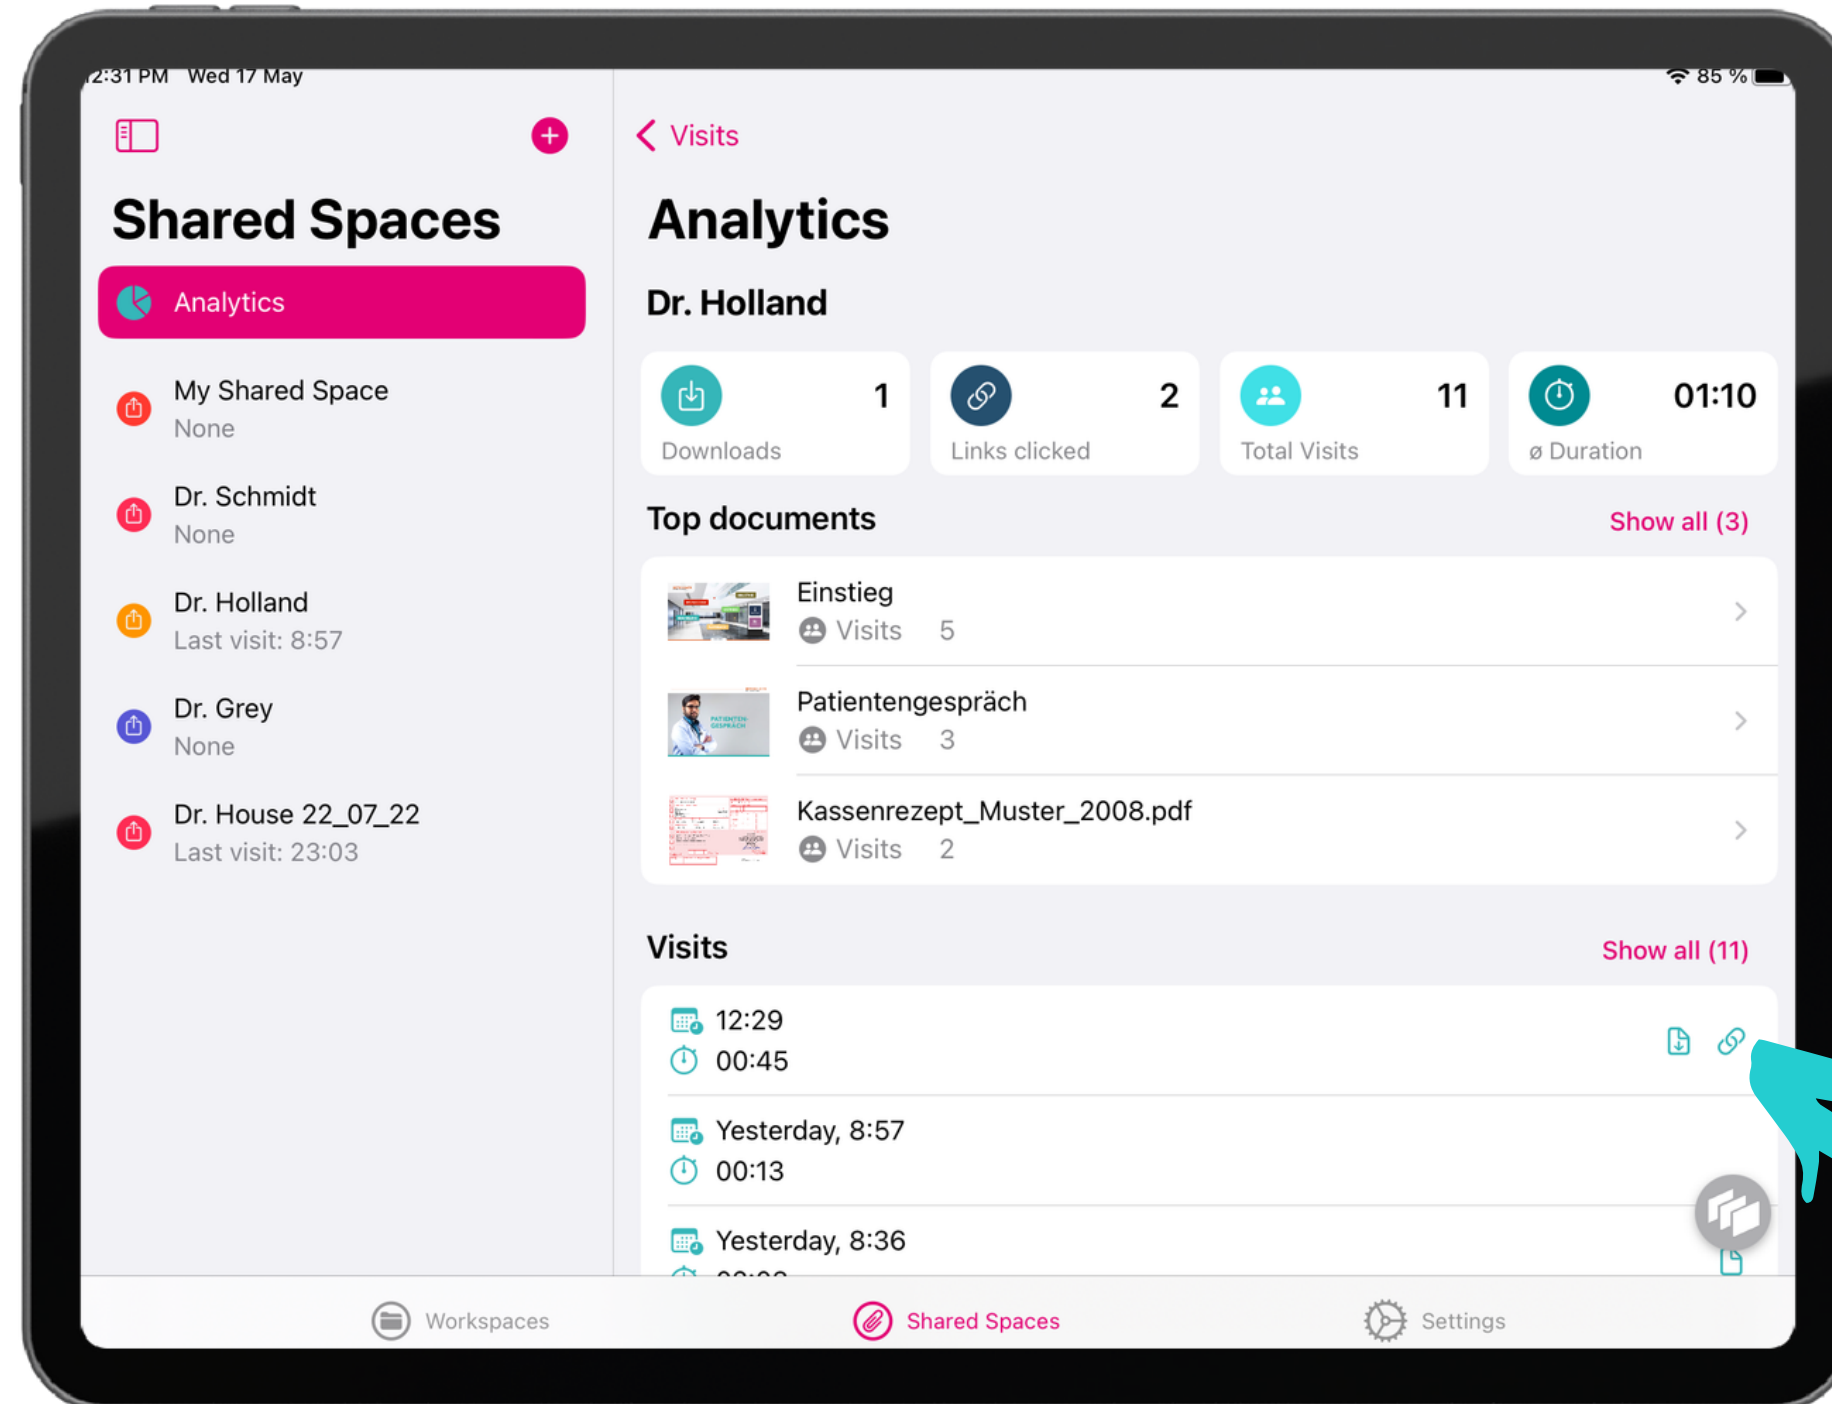 2:31 PM Wed 17 May
85 %
Shared Spaces
Analytics
My Shared Space
None
Dr. Schmidt
None
Dr. Holland
Last visit: 8:57
Dr. Grey
None
Dr. House 22_07_22
Last visit: 23:03
Visits
Analytics
Dr. Holland
1
Downloads
2
Links clicked
11
Total Visits
01:10
ø Duration
Top documents
Show all (3)
Einstieg
Visits 5
PATIENTEN-
GESPRÄCH
Patientengespräch
Visits 3
Kassenrezept_Muster_2008.pdf
Visits 2
Visits
Show all (11)
12:29
00:45
Yesterday, 8:57
00:13
Yesterday, 8:36
Workspaces
Shared Spaces
Settings